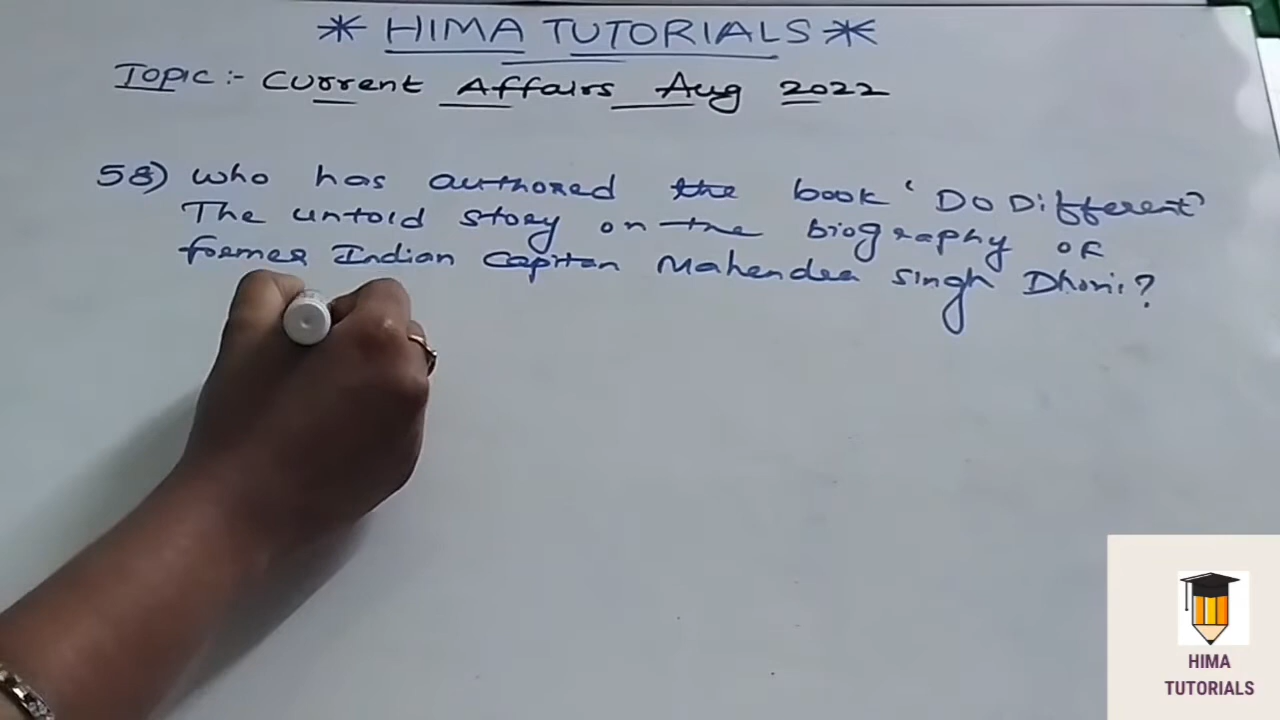 * HIMA TUTORIALS *
Topic :- Current Affairs Aug 2022
58) Who has authored the book 'Do Different'
The untold story on the biography of
former Indian Capitan Mahendra Singh Dhoni?
HIMA
TUTORIALS